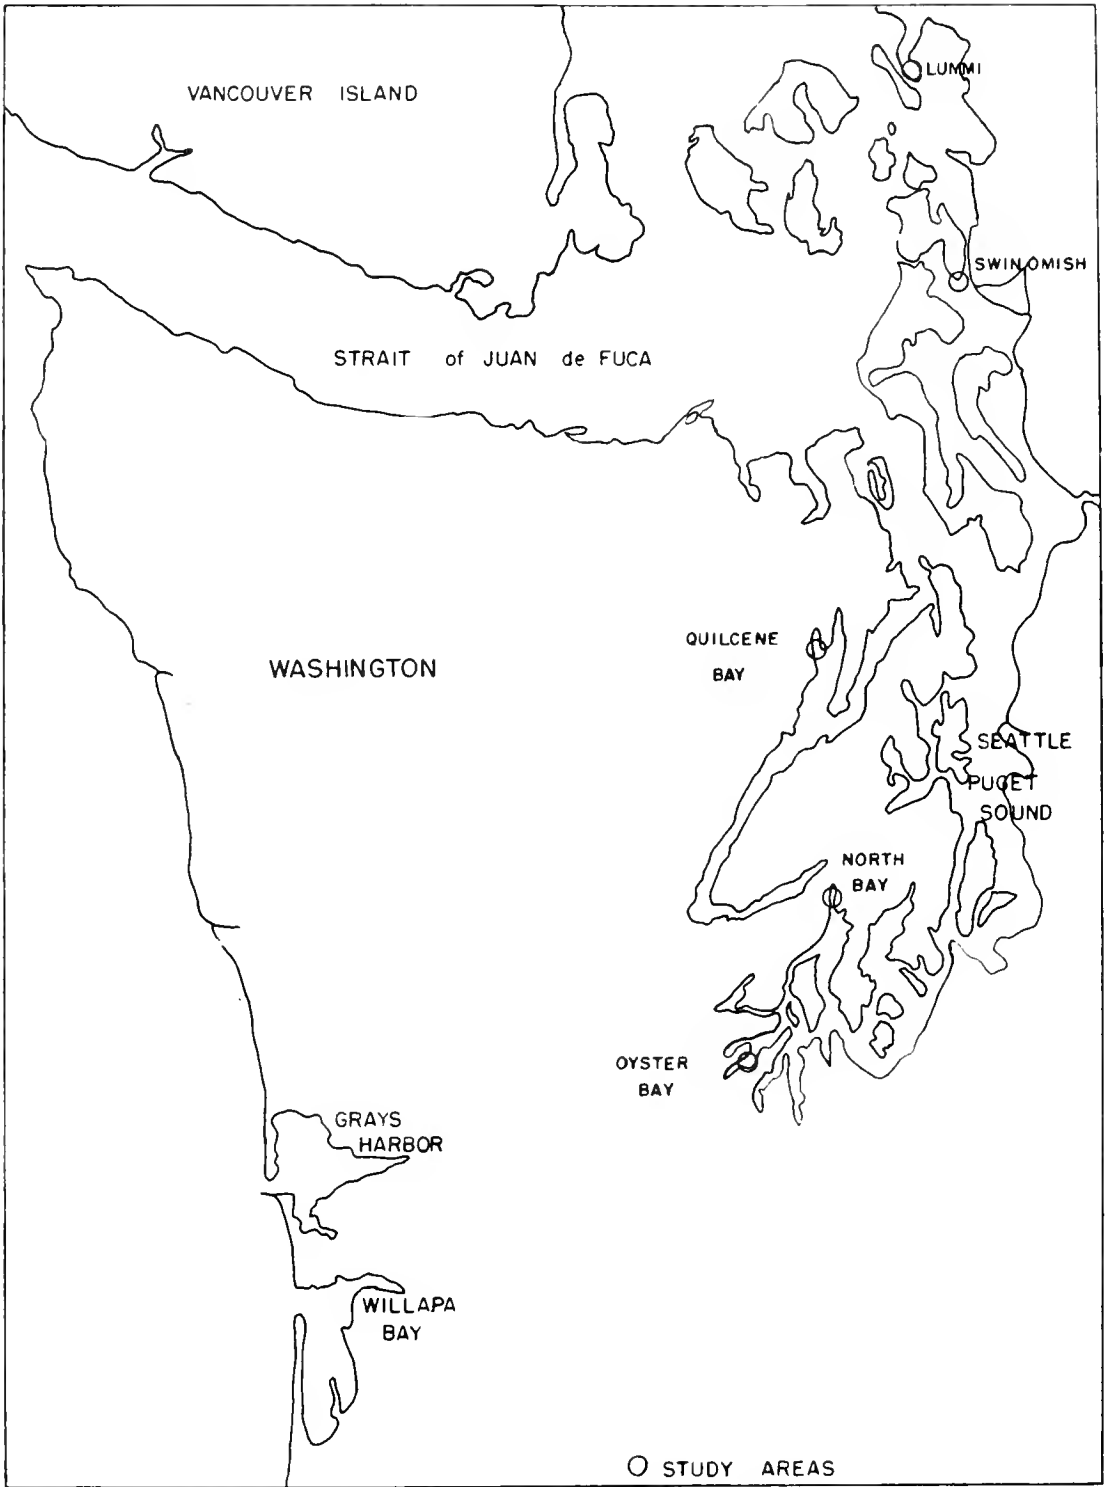 VANCOUVER ISLAND
LUMMI
SWINOMISH
STRAIT of JUAN de FUCA
QUILCENE
BAY
WASHINGTON
SEATTLE
PUGET
SOUND
NORTH
BAY
OYSTER
BAY
GRAYS
HARBOR
WILLAPA
BAY
STUDY AREAS